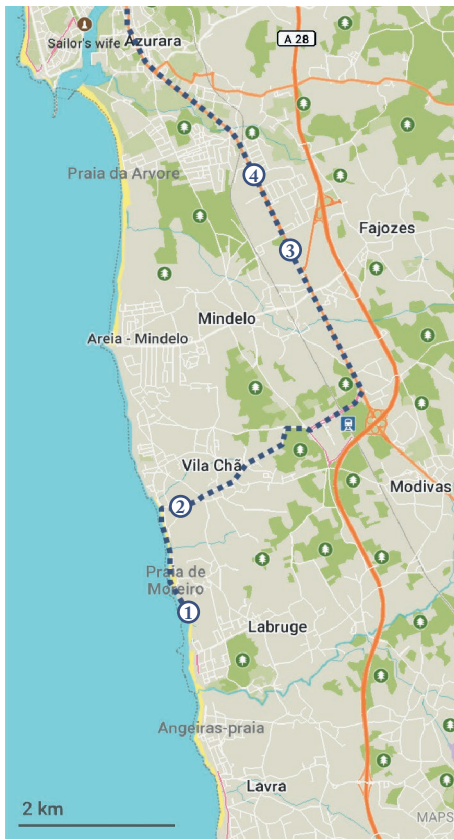 Sailor's wife
Azurara
A 28
Praia da Arvore
4
Fajozes
3
Mindelo
Areia - Mindelo
Vila Chã
Modivas
2
Praia de
Moreiro
1
Labruge
Angeiras-praia
Lavra
2 km
MAPS